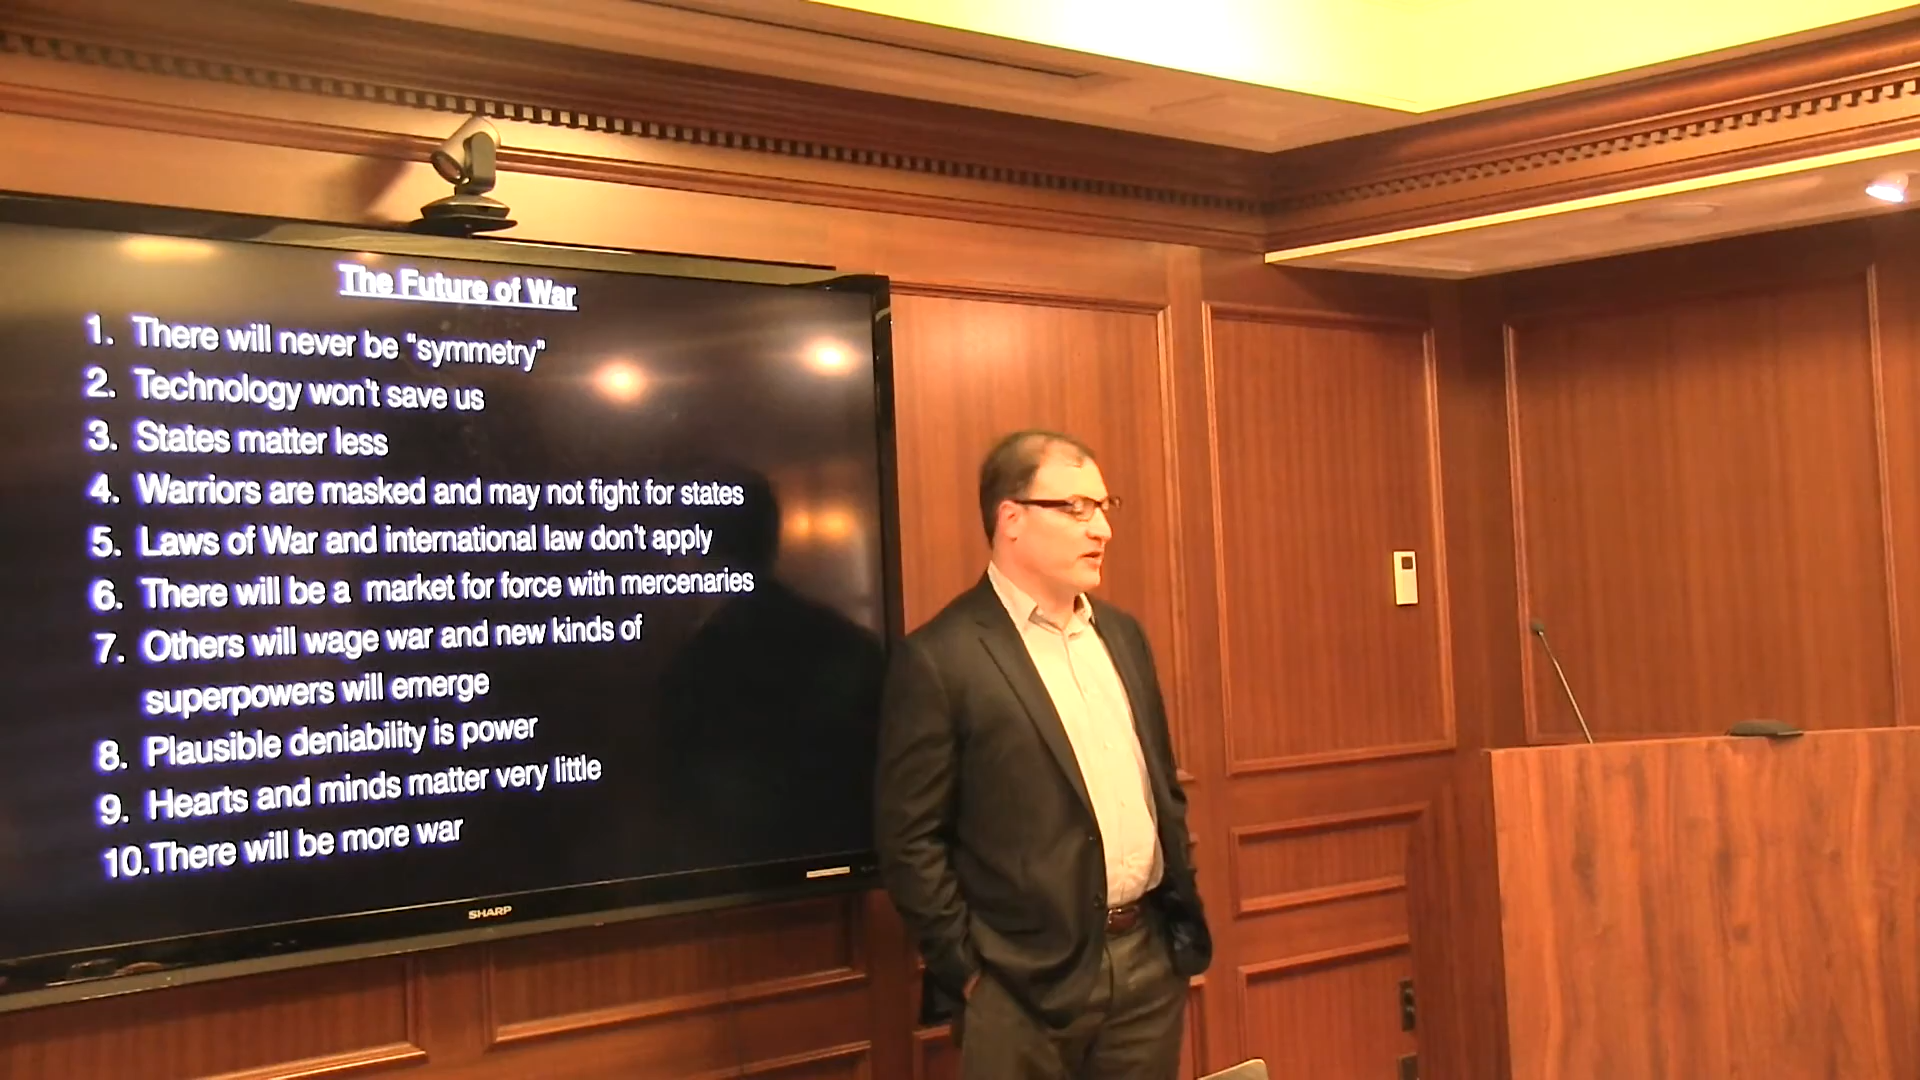 The Future of War
1. There will never be “symmetry”
2. Technology won't save us
3. States matter less
4. Warriors are masked and may not fight for states
5. Laws of War and international law don't apply
6. There will be a market for force with mercenaries
7. Others will wage war and new kinds of
superpowers will emerge
8. Plausible deniability is power
9. Hearts and minds matter very little
10.There will be more war
SHARP